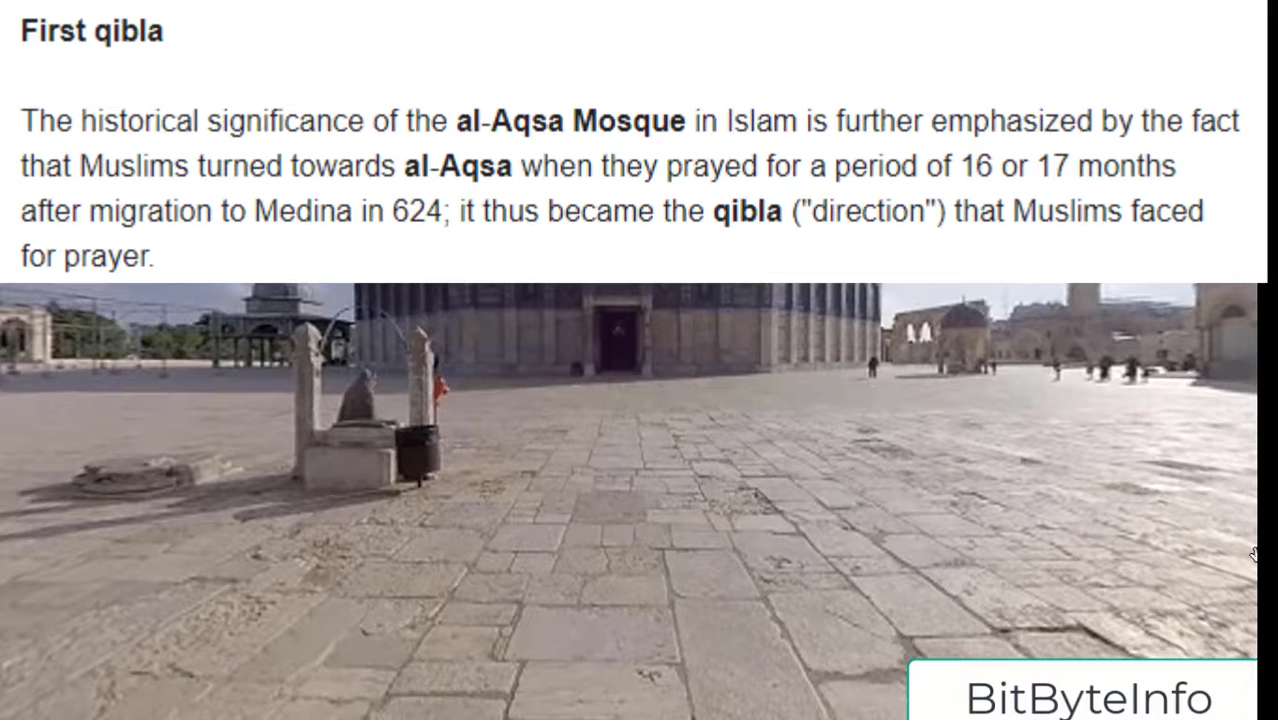 First qibla
The historical significance of the al-Aqsa Mosque in Islam is further emphasized by the fact
that Muslims turned towards al-Aqsa when they prayed for a period of 16 or 17 months
after migration to Medina in 624; it thus became the qibla ("direction") that Muslims faced
for prayer.
BitByteInfo